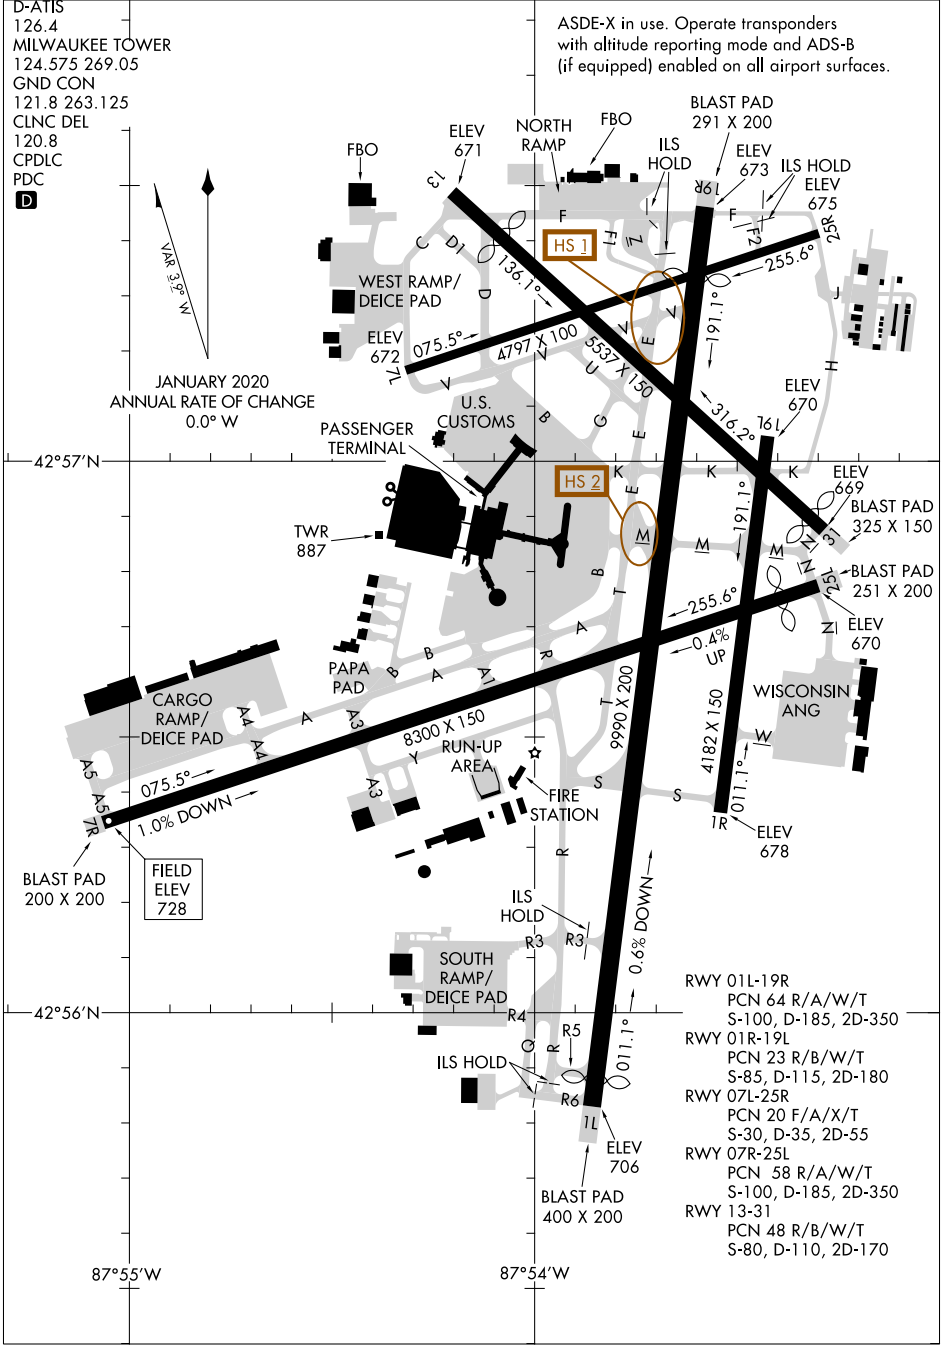 D-ATIS
126.4
MILWAUKEE TOWER
124.575 269.05
GND CON
121.8 263.125
CLNC DEL
120.8
CPDLC
PDC
D
ASDE-X in use. Operate transponders
with altitude reporting mode and ADS-B
(if equipped) enabled on all airport surfaces.
VAR 3.9° W
JANUARY 2020
ANNUAL RATE OF CHANGE
0.0° W
FBO
ELEV
671
13
NORTH
RAMP
FBO
ILS
HOLD
BLAST PAD
291 X 200
ELEV
673
ILS HOLD
ELEV
675
19R
25R
F
F1
Z
F
F2
C
D1
D
HS 1
136.1°
255.6°
191.1°
J
H
WEST RAMP/
DEICE PAD
ELEV
672
7L
075.5°
4797 X 100
5537 X 150
V
V
V
V
E
U
G
B
E
316.2°
ELEV
670
19L
U.S.
CUSTOMS
PASSENGER
TERMINAL
42°57'N
HS 2
K
K
K
E
191.1°
ELEV
669
BLAST PAD
325 X 150
31
N
N
TWR
887
M
M
M
BLAST PAD
251 X 200
25L
ELEV
670
N
B
T
A
R
255.6°
0.4%
UP
PAPA
PAD
B
B
A
A1
A
A3
CARGO
RAMP/
DEICE PAD
A4
A4
A5
A5
8300 X 150
T
9990 X 200
4182 X 150
WISCONSIN
ANG
W
011.1°
RUN-UP
AREA
Y
A3
FIRE
STATION
S
S
1R
ELEV
678
075.5°
1.0% DOWN
7R
BLAST PAD
200 X 200
FIELD
ELEV
728
R
ILS
HOLD
R3
R3
0.6% DOWN
SOUTH
RAMP/
DEICE PAD
42°56'N
R4
Q
R
R5
011.1°
ILS HOLD
R6
1L
ELEV
706
BLAST PAD
400 X 200
RWY 01L-19R
PCN 64 R/A/W/T
S-100, D-185, 2D-350
RWY 01R-19L
PCN 23 R/B/W/T
S-85, D-115, 2D-180
RWY 07L-25R
PCN 20 F/A/X/T
S-30, D-35, 2D-55
RWY 07R-25L
PCN 58 R/A/W/T
S-100, D-185, 2D-350
RWY 13-31
PCN 48 R/B/W/T
S-80, D-110, 2D-170
87°55'W
87°54'W